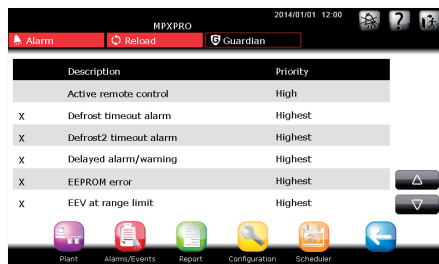 MPXPRO
2014/01/01 12:00
Alarm Reload Guardian
Description Priority
Active remote control High
X Defrost timeout alarm Highest
X Defrost2 timeout alarm Highest
X Delayed alarm/warning Highest
X EEPROM error Highest
X EEV at range limit Highest
Plant Alarms/Events Report Configuration Scheduler